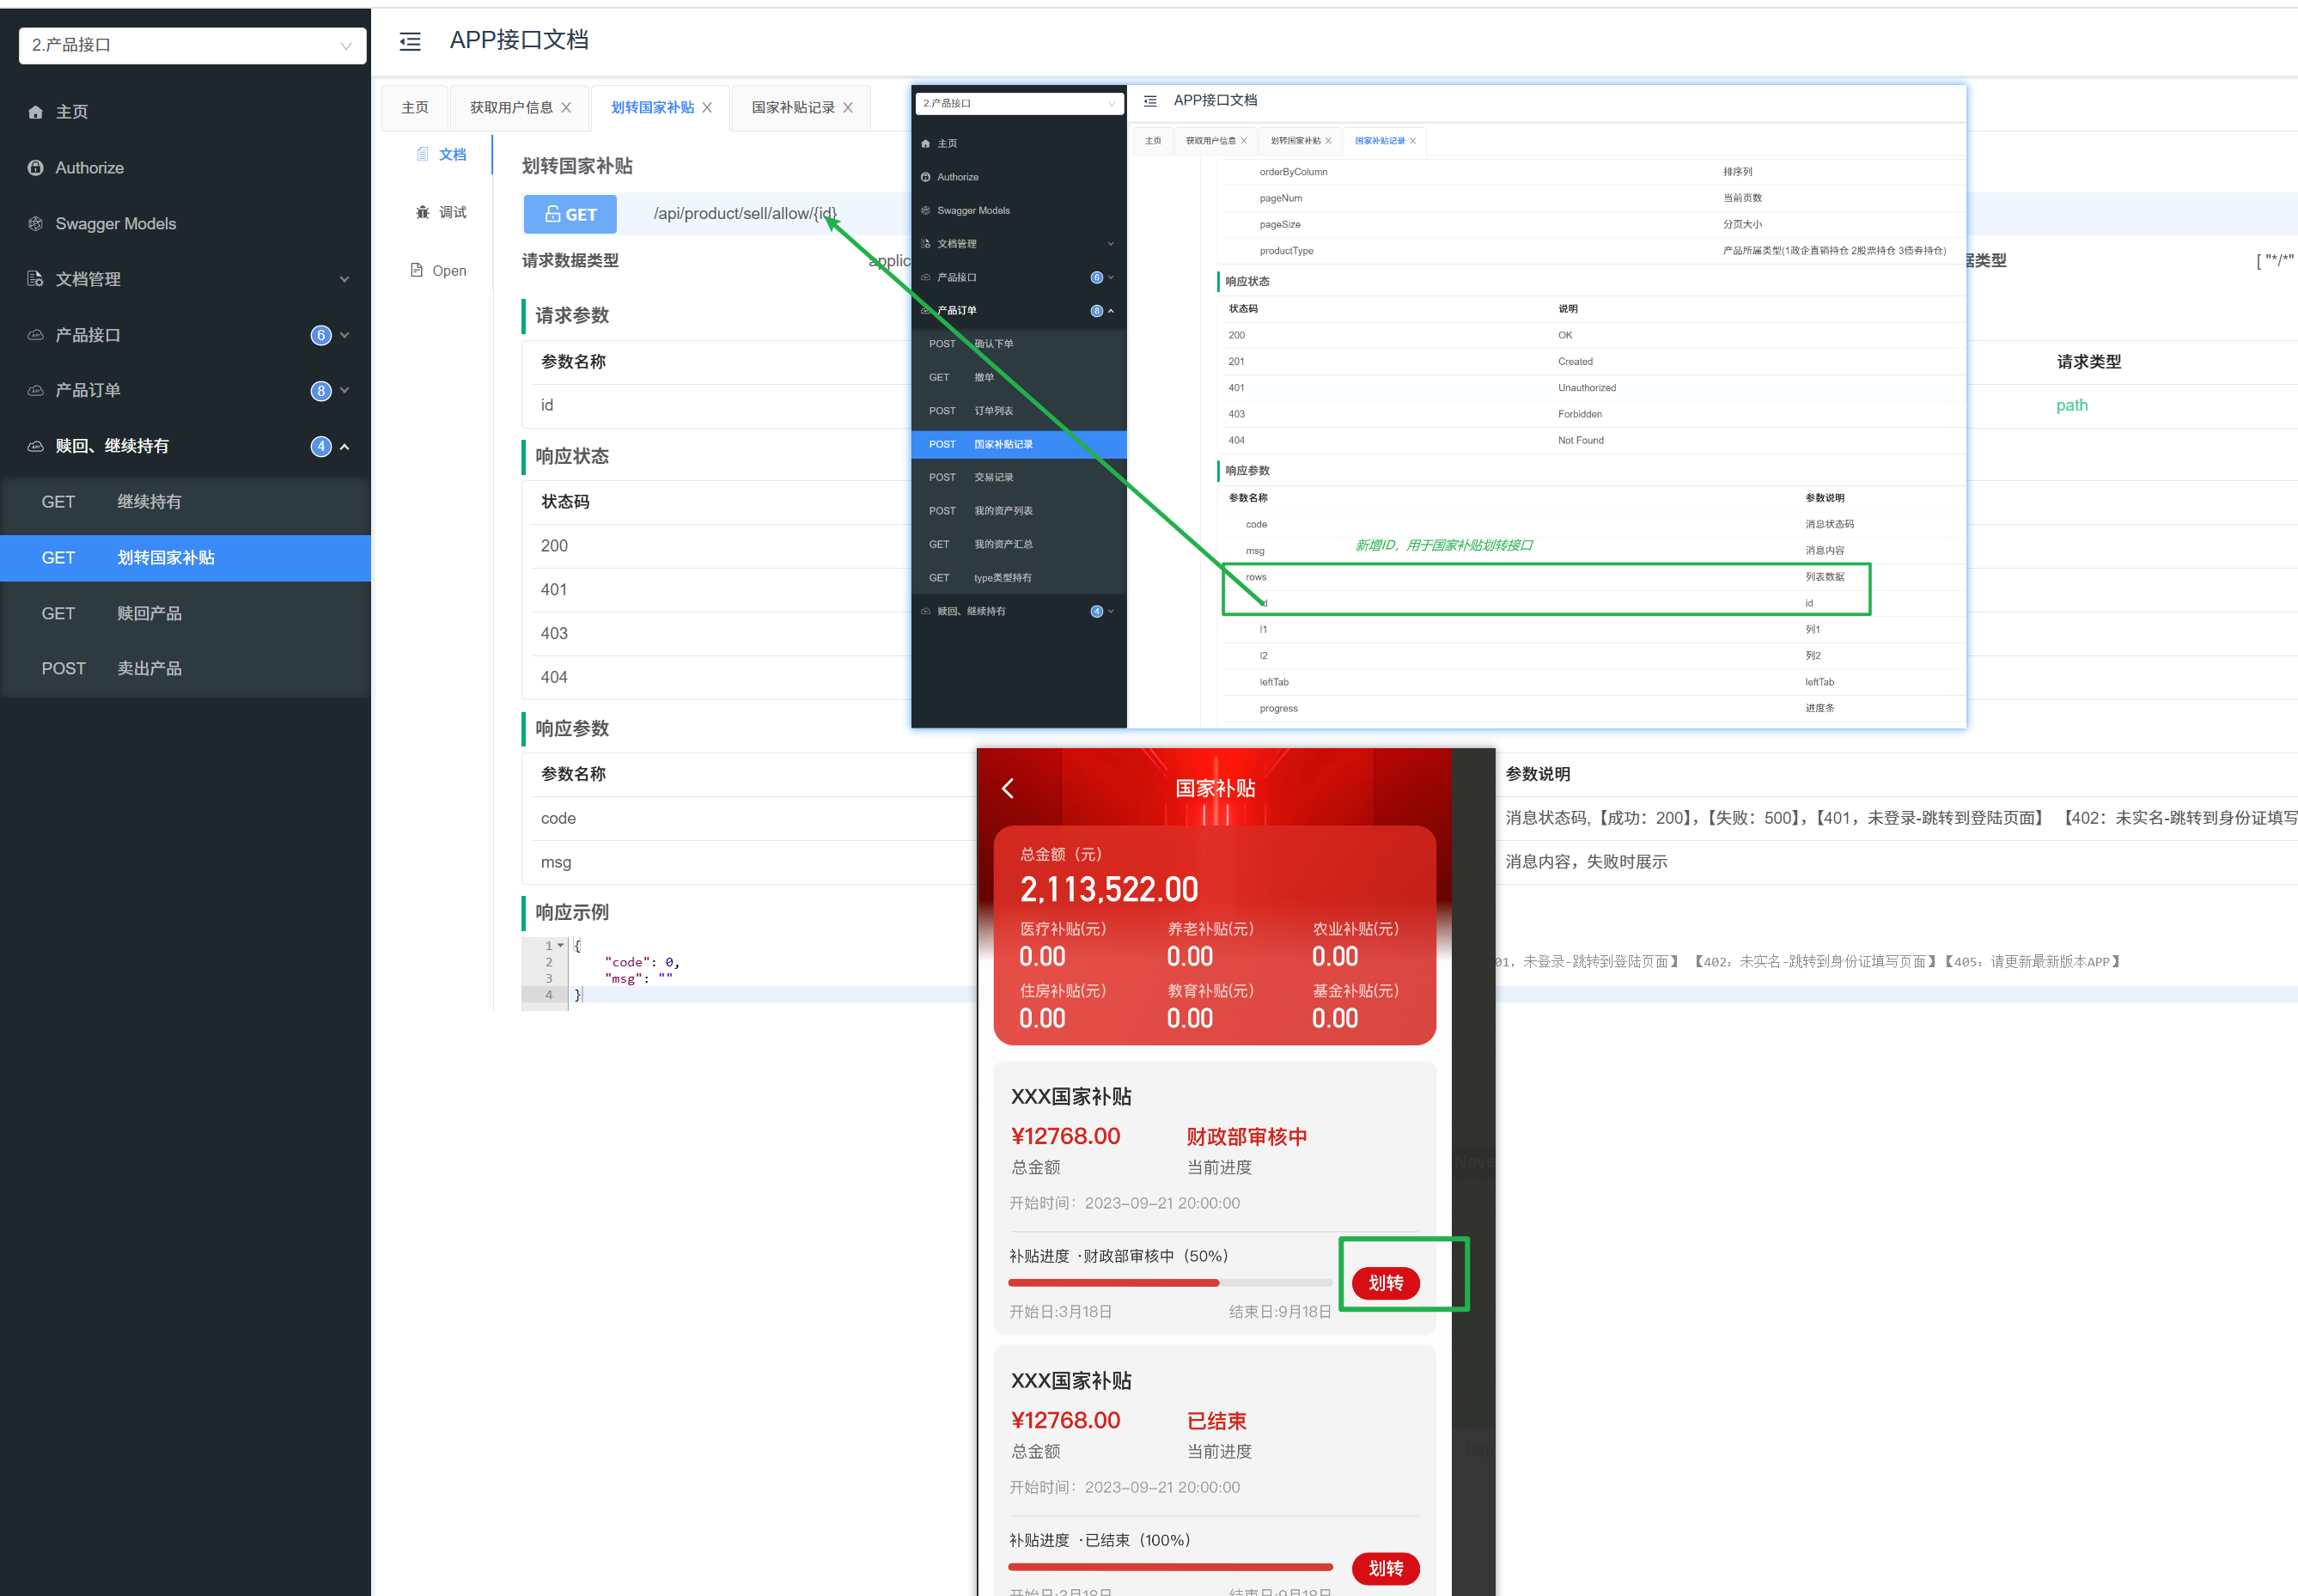 2.产品接口
APP接口文档
主页
Authorize
Swagger Models
文档管理
产品接口 6
产品订单 8
赎回、继续持有 4
GET 继续持有
GET 划转国家补贴
GET 赎回产品
POST 卖出产品
主页 获取用户信息 划转国家补贴 国家补贴记录
文档
调试
Open
划转国家补贴
GET /api/product/sell/allow/{id}
请求数据类型 applic
据类型 [ "*/*"
请求参数
参数名称 请求类型
id path
响应状态
状态码
200
401
403
404
响应参数
参数名称 参数说明
code 消息状态码,【成功：200】，【失败：500】，【401，未登录-跳转到登陆页面】 【402：未实名-跳转到身份证填写
msg 消息内容，失败时展示
响应示例
1 {
2 "code": 0,
3 "msg": ""
4 }
01，未登录-跳转到登陆页面】 【402：未实名-跳转到身份证填写页面】【405：请更新最新版本APP】
2.产品接口
APP接口文档
主页
Authorize
Swagger Models
文档管理
产品接口 6
产品订单 8
POST 确认下单
GET 撤单
POST 订单列表
POST 国家补贴记录
POST 交易记录
POST 我的资产列表
GET 我的资产汇总
GET type类型持有
赎回、继续持有 4
主页 获取用户信息 划转国家补贴 国家补贴记录
orderByColumn 排序列
pageNum 当前页数
pageSize 分页大小
productType 产品所属类型(1政企直销持仓 2股票持仓 3债券持仓)
响应状态
状态码 说明
200 OK
201 Created
401 Unauthorized
403 Forbidden
404 Not Found
响应参数
参数名称 参数说明
code 消息状态码
新增ID，用于国家补贴划转接口
msg 消息内容
rows 列表数据
id id
l1 列1
l2 列2
leftTab leftTab
progress 进度条
国家补贴
总金额（元）
2,113,522.00
医疗补贴(元) 养老补贴(元) 农业补贴(元)
0.00 0.00 0.00
住房补贴(元) 教育补贴(元) 基金补贴(元)
0.00 0.00 0.00
XXX国家补贴
¥12768.00 财政部审核中
总金额 当前进度
开始时间：2023-09-21 20:00:00
补贴进度 ·财政部审核中（50%）
划转
开始日:3月18日 结束日:9月18日
XXX国家补贴
¥12768.00 已结束
总金额 当前进度
开始时间：2023-09-21 20:00:00
补贴进度 ·已结束（100%）
划转
开始日:3月18日 结束日:9月18日
Nove
Rep